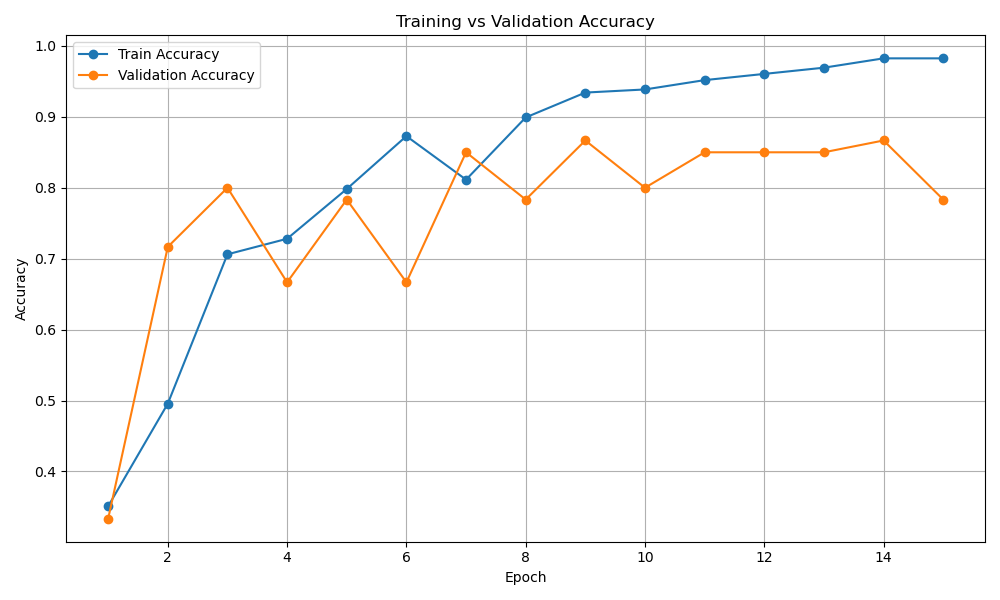 Training vs Validation Accuracy
Train Accuracy
Validation Accuracy
1.0
0.9
0.8
0.7
0.6
0.5
0.4
Accuracy
2 4 6 8 10 12 14
Epoch